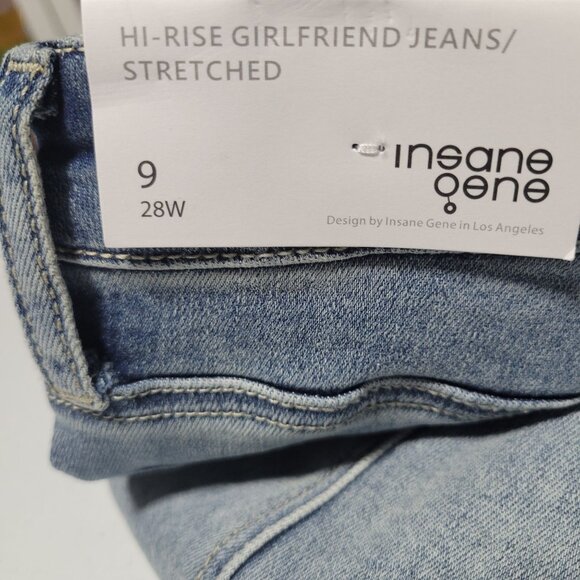 HI-RISE GIRLFRIEND JEANS/
STRETCHED
9
28W
insane
gene
Design by Insane Gene in Los Angeles